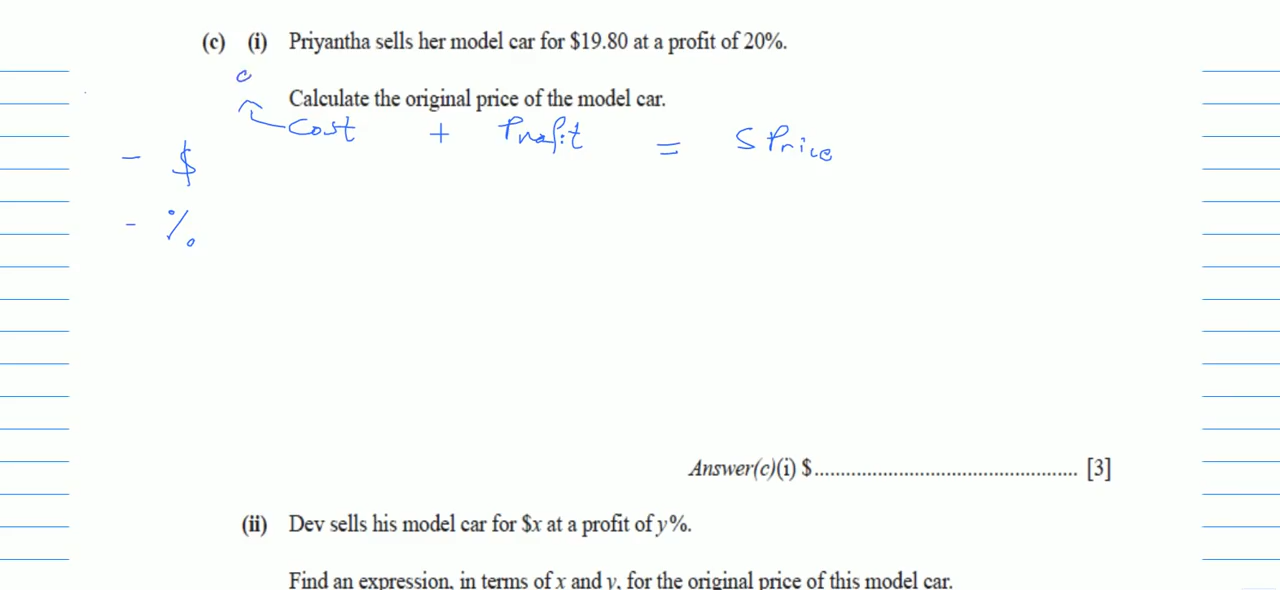 (c) (i) Priyantha sells her model car for $19.80 at a profit of 20%.
c
Calculate the original price of the model car.
Cost + Profit = S Price
- $
- %
Answer(c)(i) $................................................. [3]
(ii) Dev sells his model car for $x at a profit of y%.
Find an expression, in terms of x and y, for the original price of this model car.